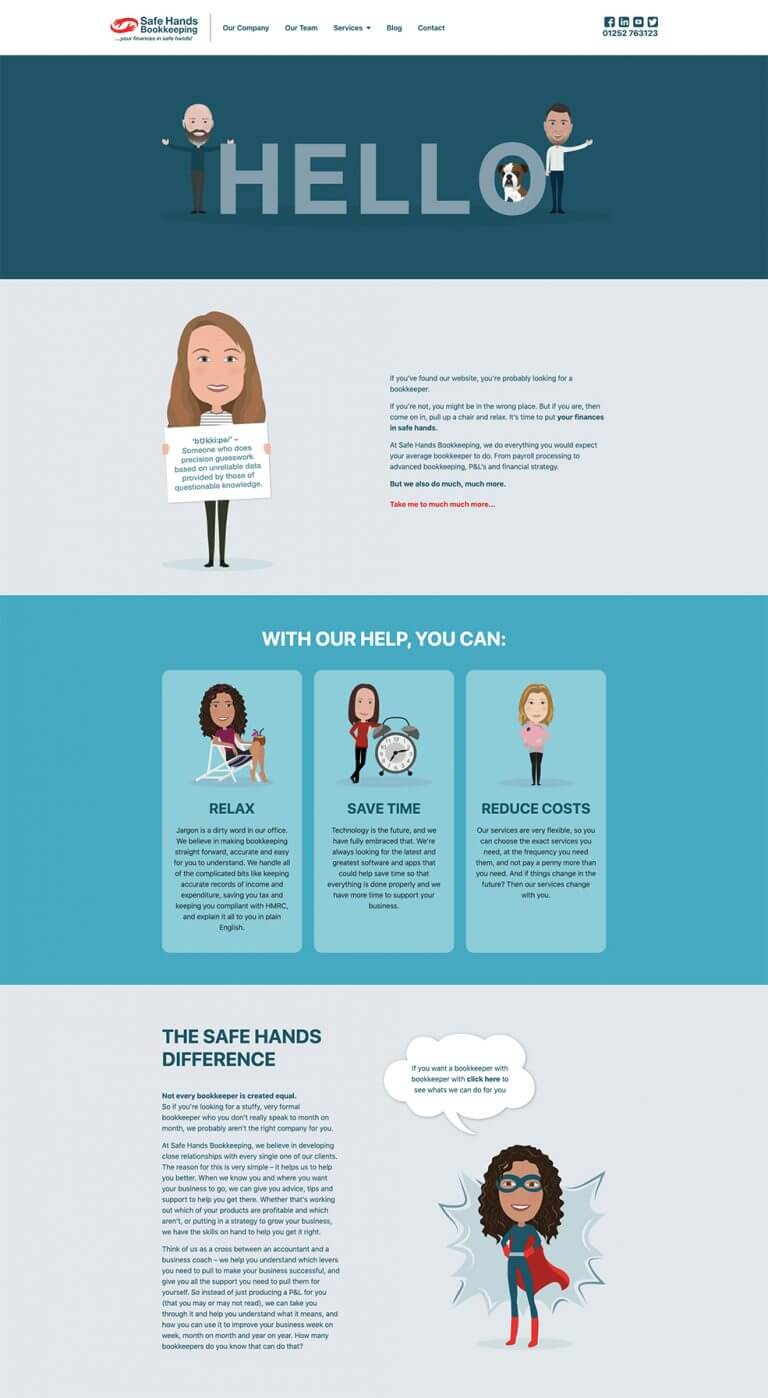 Safe Hands
Bookkeeping
...your finances in safe hands!
Our Company
Our Team
Services
Blog
Contact
01252 763123
HELLO
'bʊkkiːpə/' –
Someone who does
precision guesswork
based on unreliable data
provided by those of
questionable knowledge.
If you've found our website, you're probably looking for a
bookkeeper.
If you're not, you might be in the wrong place. But if you are, then
come on in, pull up a chair and relax. It's time to put your finances
in safe hands.
At Safe Hands Bookkeeping, we do everything you would expect
your average bookkeeper to do. From payroll processing to
advanced bookkeeping, P&L's and financial strategy.
But we also do much, much more.
Take me to much much more...
WITH OUR HELP, YOU CAN:
RELAX
Jargon is a dirty word in our office.
We believe in making bookkeeping
straight forward, accurate and easy
for you to understand. We handle all
of the complicated bits like keeping
accurate records of income and
expenditure, saving you tax and
keeping you compliant with HMRC,
and explain it all to you in plain
English.
SAVE TIME
Technology is the future, and we
have fully embraced that. We're
always looking for the latest and
greatest software and apps that
could help save time so that
everything is done properly and we
have more time to support your
business.
REDUCE COSTS
Our services are very flexible, so you
can choose the exact services you
need, at the frequency you need
them, and not pay a penny more than
you need. And if things change in the
future? Then our services change
with you.
THE SAFE HANDS
DIFFERENCE
Not every bookkeeper is created equal.
So if you're looking for a stuffy, very formal
bookkeeper who you don't really speak to month on
month, we probably aren't the right company for you.
At Safe Hands Bookkeeping, we believe in developing
close relationships with every single one of our clients.
The reason for this is very simple – it helps us to help
you better. When we know you and where you want
your business to go, we can give you advice, tips and
support to help you get there. Whether that's working
out which of your products are profitable and which
aren't, or putting in a strategy to grow your business,
we have the skills on hand to help you get it right.
Think of us as a cross between an accountant and a
business coach – we help you understand which levers
you need to pull to make your business successful, and
give you all the support you need to pull them for
yourself. So instead of just producing a P&L for you
(that you may or may not read), we can take you
through it and help you understand what it means, and
how you can use it to improve your business week on
week, month on month and year on year. How many
bookkeepers do you know that can do that?
If you want a bookkeeper with
bookkeeper with click here to
see whats we can do for you